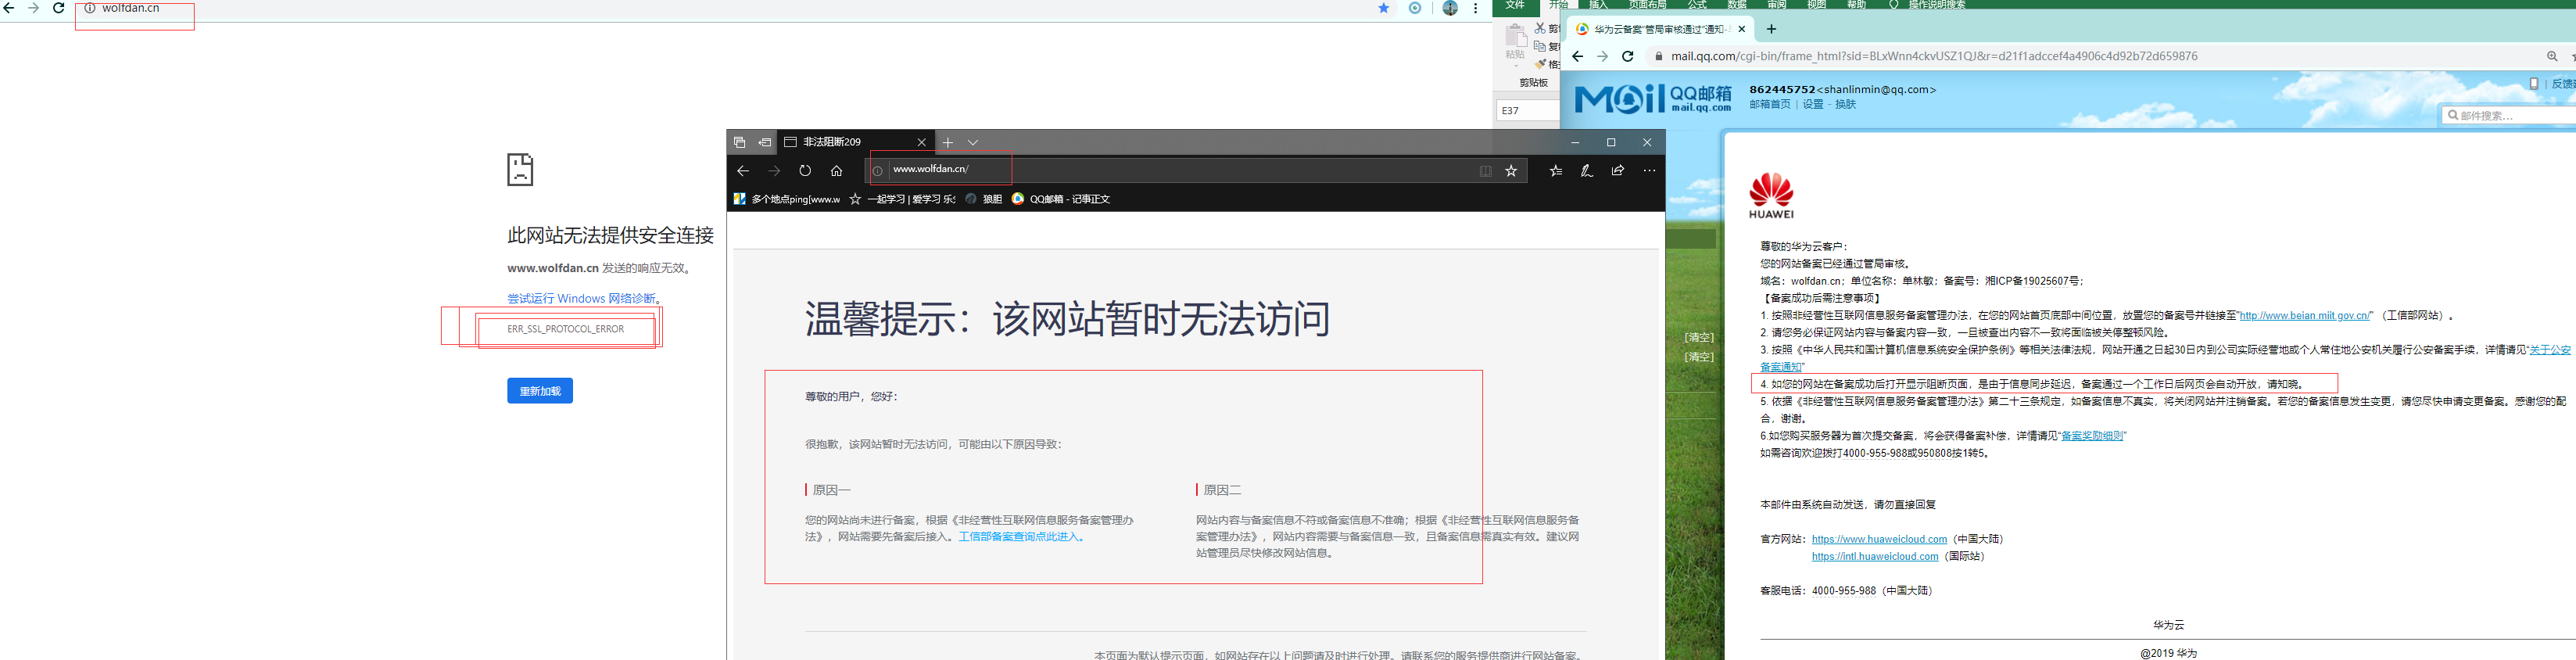 wolfdan.cn
此网站无法提供安全连接
www.wolfdan.cn 发送的响应无效。
尝试运行 Windows 网络诊断。
ERR_SSL_PROTOCOL_ERROR
重新加载
文件 开始 插入 页面布局 公式 数据 审阅 视图 帮助 操作说明搜索
粘贴
剪贴板
E37
非法阻断209
www.wolfdan.cn/
多个地点ping[www.w 一起学习 | 爱学习 乐 狼胆 QQ邮箱 - 记事正文
温馨提示：该网站暂时无法访问
尊敬的用户，您好：
很抱歉，该网站暂时无法访问，可能由以下原因导致：
原因一
您的网站尚未进行备案，根据《非经营性互联网信息服务备案管理办
法》，网站需要先备案后接入。工信部备案查询点此进入。
原因二
网站内容与备案信息不符或备案信息不准确；根据《非经营性互联网信息服务备
案管理办法》，网站内容需要与备案信息一致，且备案信息需真实有效。建议网
站管理员尽快修改网站信息。
本页面为默认提示页面，如网站存在以上问题请及时进行处理。请联系您的服务提供商进行网站备案。
[清空]
[清空]
华为云备案“管局审核通过”通知-
mail.qq.com/cgi-bin/frame_html?sid=BLxWnn4ckvUSZ1QJ&r=d21f1adccef4a4906c4d92b72d659876
MOil QQ邮箱
mail.qq.com
862445752<shanlinmin@qq.com>
邮箱首页 | 设置 - 换肤
反馈
邮件搜索...
HUAWEI
尊敬的华为云客户：
您的网站备案已经通过管局审核。
域名：wolfdan.cn；单位名称：单林敏；备案号：湘ICP备19025607号；
【备案成功后需注意事项】
1. 按照非经营性互联网信息服务备案管理办法，在您的网站首页底部中间位置，放置您的备案号并链接至"http://www.beian.miit.gov.cn/" （工信部网站）。
2. 请您务必保证网站内容与备案内容一致，一旦被查出内容不一致将面临被关停整顿风险。
3. 按照《中华人民共和国计算机信息系统安全保护条例》等相关法律法规，网站开通之日起30日内到公司实际经营地或个人常住地公安机关履行公安备案手续，详情请见“关于公安
备案通知”
4. 如您的网站在备案成功后打开显示阻断页面，是由于信息同步延迟，备案通过一个工作日后网页会自动开放，请知晓。
5. 依据《非经营性互联网信息服务备案管理办法》第二十三条规定，如备案信息不真实，将关闭网站并注销备案。若您的备案信息发生变更，请您尽快申请变更备案。感谢您的配
合，谢谢。
6.如您购买服务器为首次提交备案，将会获得备案补偿，详情请见“备案奖励细则”
如需咨询欢迎拨打4000-955-988或950808按1转5。
本邮件由系统自动发送，请勿直接回复
官方网站：https://www.huaweicloud.com（中国大陆）
https://intl.huaweicloud.com（国际站）
客服电话：4000-955-988（中国大陆）
华为云
@2019 华为